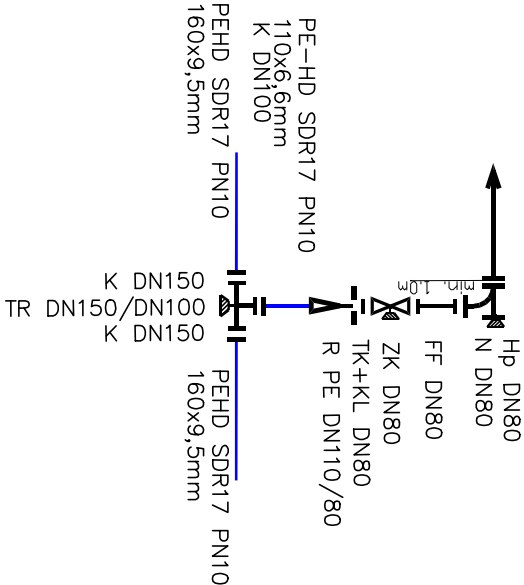 PEHD SDR17 PN10
160x9,5mm
PE-HD SDR17 PN10
110x6,6mm
K DN100
K DN150
TR DN150/DN100
K DN150
min. 1.0m
Hp DN80
N DN80
FF DN80
ZK DN80
TK+KL DN80
R PE DN110/80
PEHD SDR17 PN10
160x9,5mm